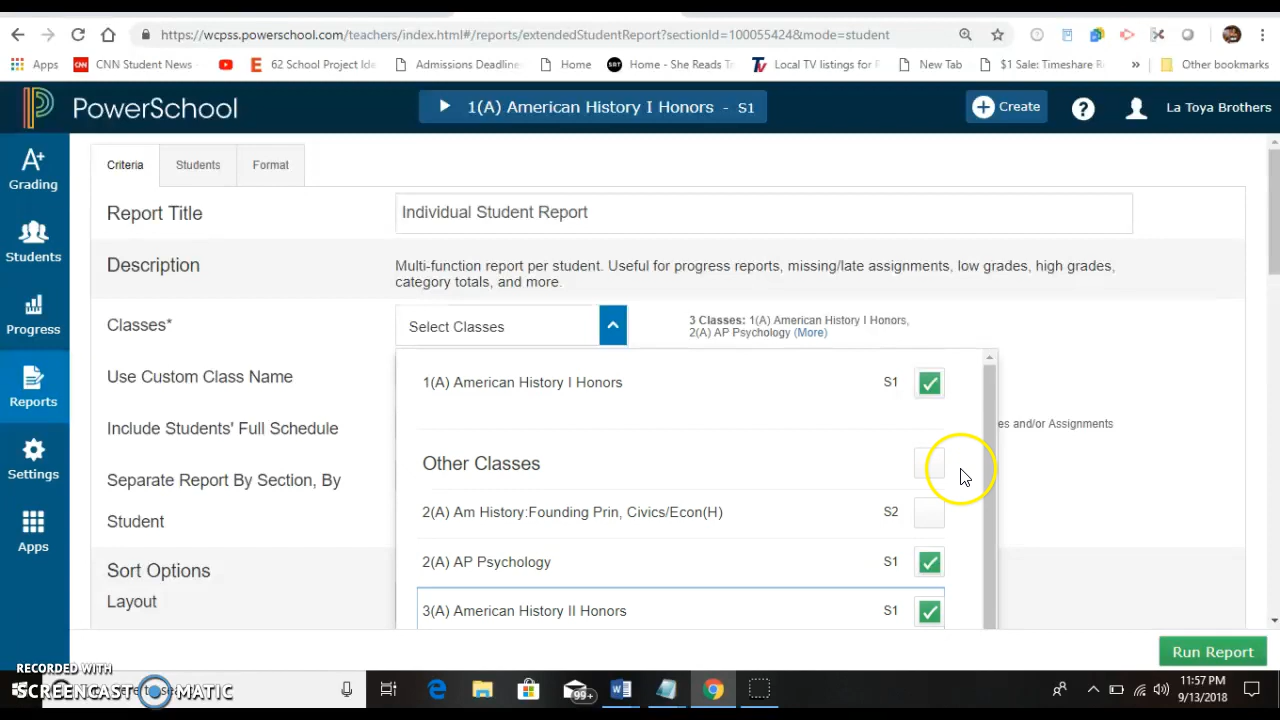 https://wcpss.powerschool.com/teachers/index.html#/reports/extendedStudentReport?sectionId=100055424&mode=student
Apps CNN Student News 62 School Project Ide Admissions Deadline Home SRT Home - She Reads Tr Local TV listings for F New Tab $1 Sale: Timeshare Re » Other bookmarks
PowerSchool 1(A) American History I Honors - S1 Create ? La Toya Brothers
A+ Grading
Students
Progress
Reports
Settings
Apps
Criteria Students Format
Report Title Individual Student Report
Description Multi-function report per student. Useful for progress reports, missing/late assignments, low grades, high grades,
category totals, and more.
Classes* Select Classes 3 Classes: 1(A) American History I Honors,
2(A) AP Psychology (More)
Use Custom Class Name 1(A) American History I Honors S1
Include Students' Full Schedule es and/or Assignments
Other Classes
Separate Report By Section, By
Student 2(A) Am History:Founding Prin, Civics/Econ(H) S2
Sort Options 2(A) AP Psychology S1
Layout 3(A) American History II Honors S1
Run Report
RECORDED WITH
SCREENCAST MATIC
99+
11:57 PM
9/13/2018